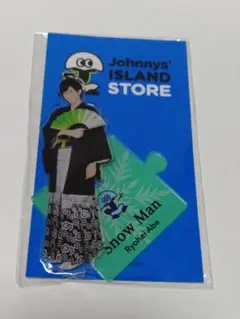 Johnnys'
ISLAND
STORE
Snow Man
Ryohei Abe